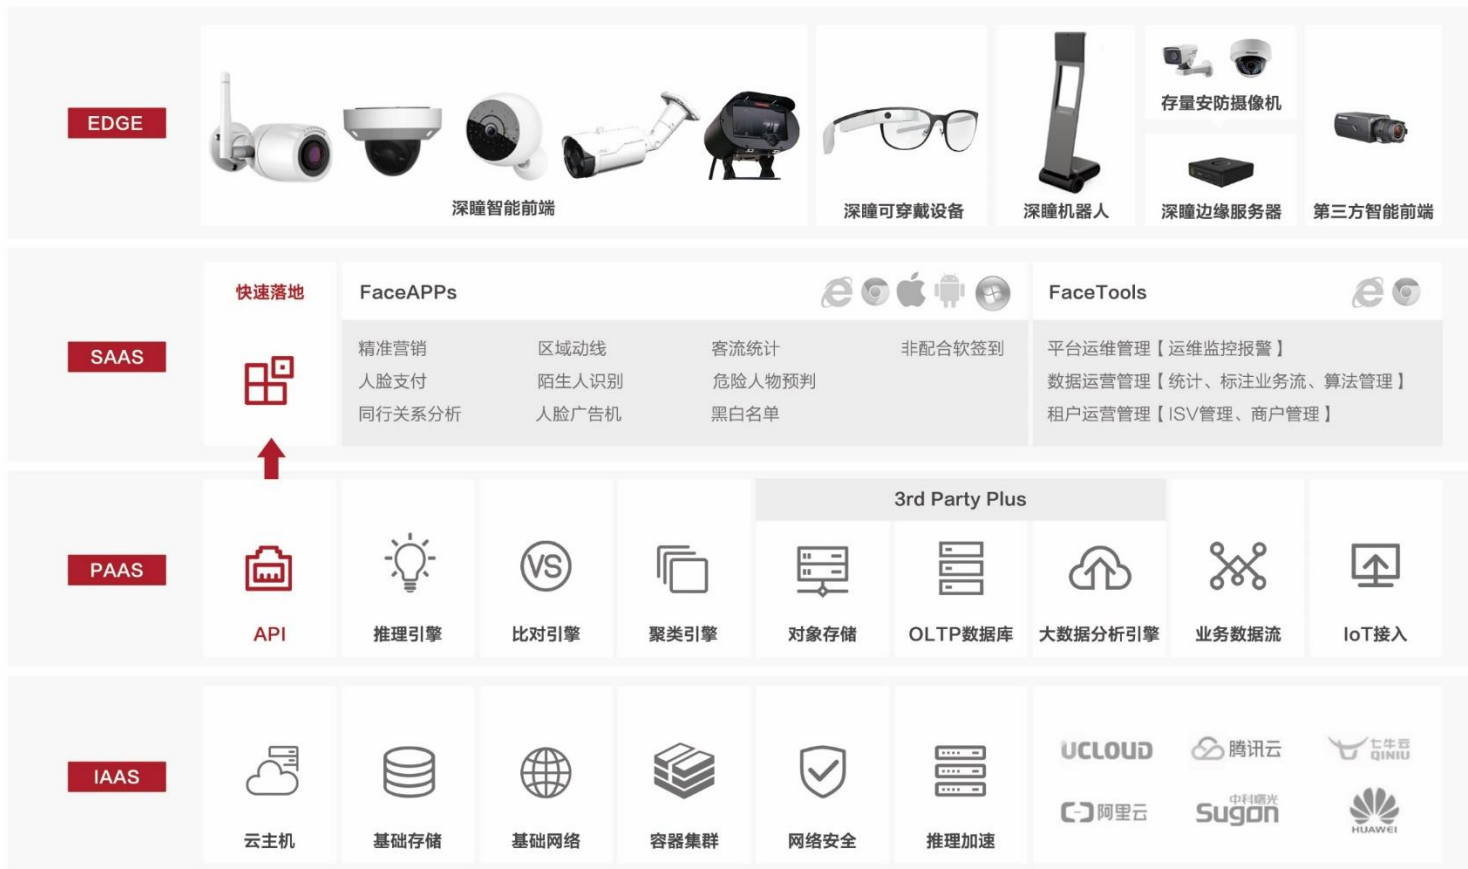 EDGE
深瞳智能前端
深瞳可穿戴设备
深瞳机器人
存量安防摄像机
深瞳边缘服务器
第三方智能前端
SAAS
快速落地
FaceAPPs
精准营销 区域动线 客流统计 非配合软签到
人脸支付 陌生人识别 危险人物预判
同行关系分析 人脸广告机 黑白名单
FaceTools
平台运维管理【运维监控报警】
数据运营管理【统计、标注业务流、算法管理】
租户运营管理【ISV管理、商户管理】
PAAS
3rd Party Plus
VS
API 推理引擎 比对引擎 聚类引擎 对象存储 OLTP数据库 大数据分析引擎 业务数据流 IoT接入
IAAS
云主机 基础存储 基础网络 容器集群 网络安全 推理加速
UCLOUD
腾讯云
七牛云
QINIU
阿里云
中科曙光
Sugon
HUAWEI